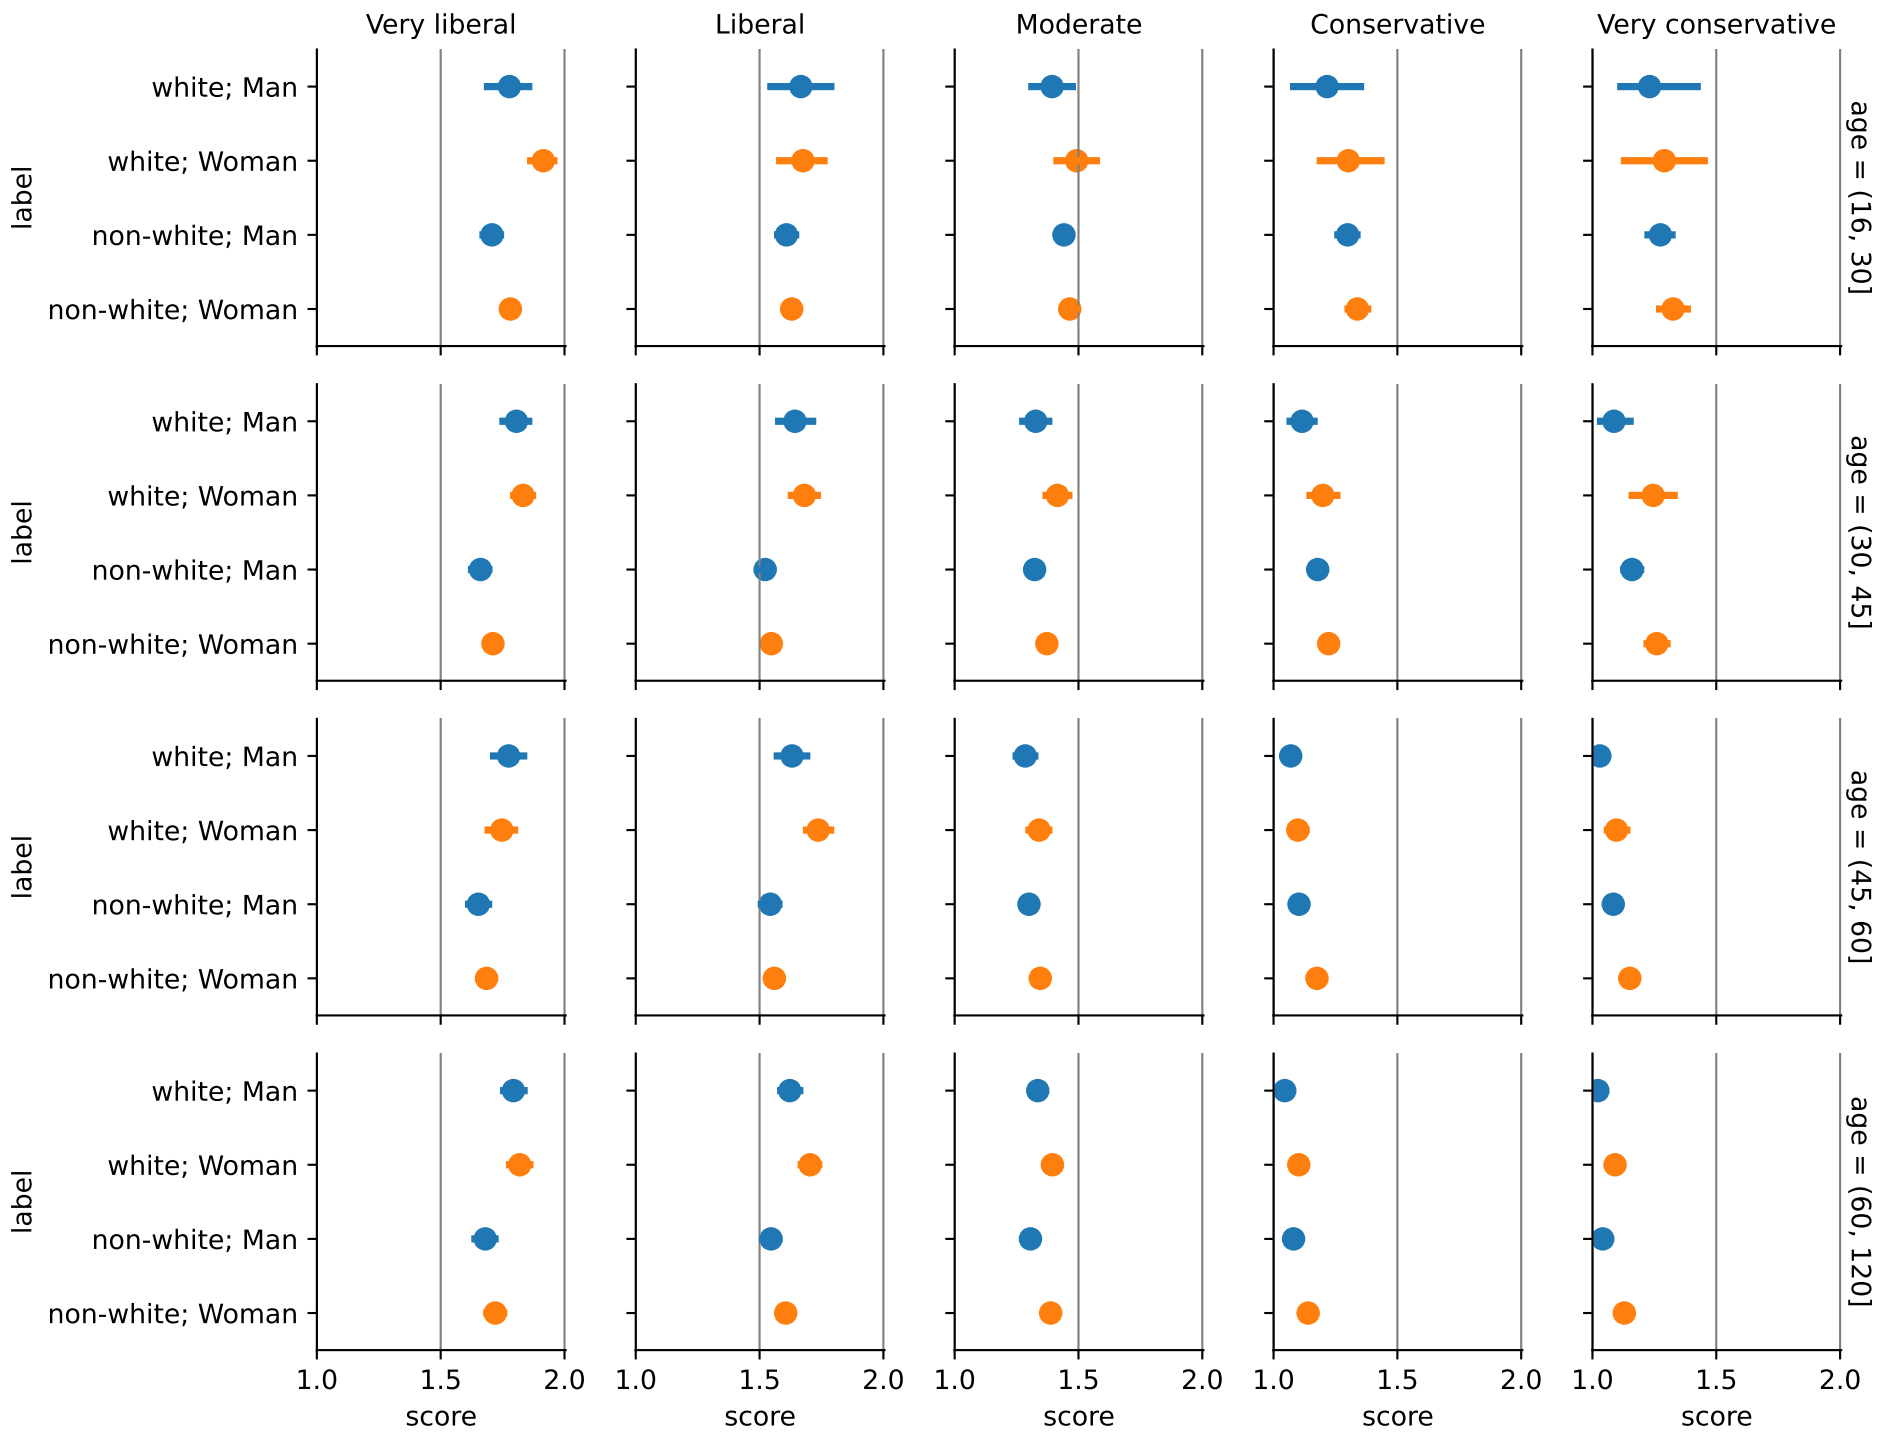 Very liberal Liberal Moderate Conservative Very conservative
label
white; Man
white; Woman
non-white; Man
non-white; Woman
age = (16, 30]
label
white; Man
white; Woman
non-white; Man
non-white; Woman
age = (30, 45]
label
white; Man
white; Woman
non-white; Man
non-white; Woman
age = (45, 60]
label
white; Man
white; Woman
non-white; Man
non-white; Woman
age = (60, 120]
1.0 1.5 2.0 1.0 1.5 2.0 1.0 1.5 2.0 1.0 1.5 2.0 1.0 1.5 2.0
score score score score score